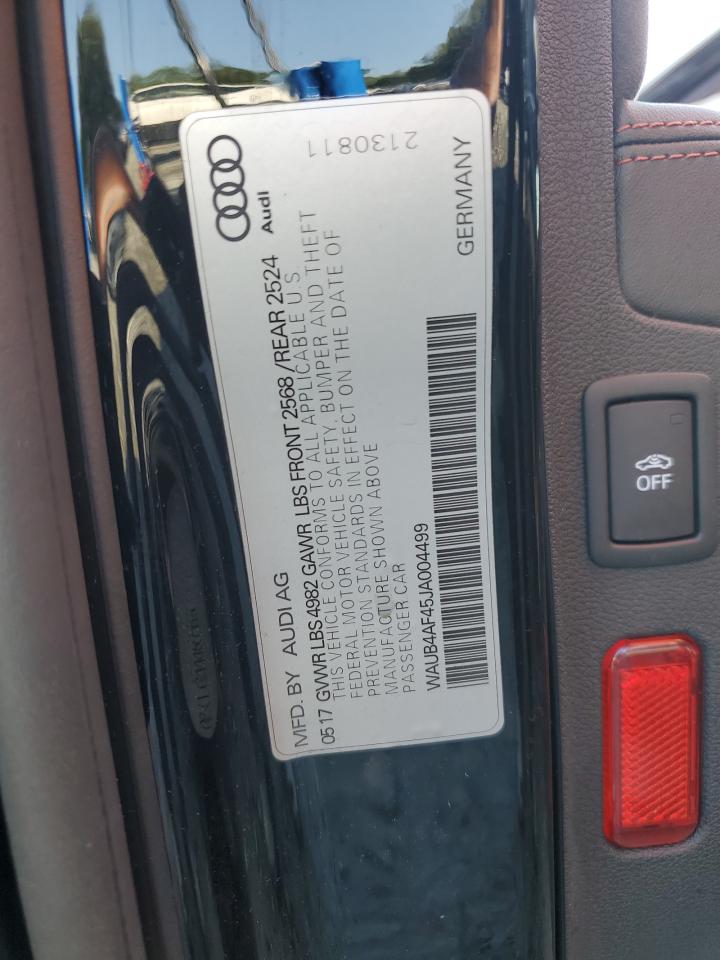 Audi
2130811
MFD. BY AUDI AG
0517 GVWR LBS 4982 GAWR LBS FRONT 2568 / REAR 2524
THIS VEHICLE CONFORMS TO ALL APPLICABLE U.S.
FEDERAL MOTOR VEHICLE SAFETY, BUMPER AND THEFT
PREVENTION STANDARDS IN EFFECT ON THE DATE OF
MANUFACTURE SHOWN ABOVE
PASSENGER CAR
GERMANY
WAUB4AF45JA004499
OFF